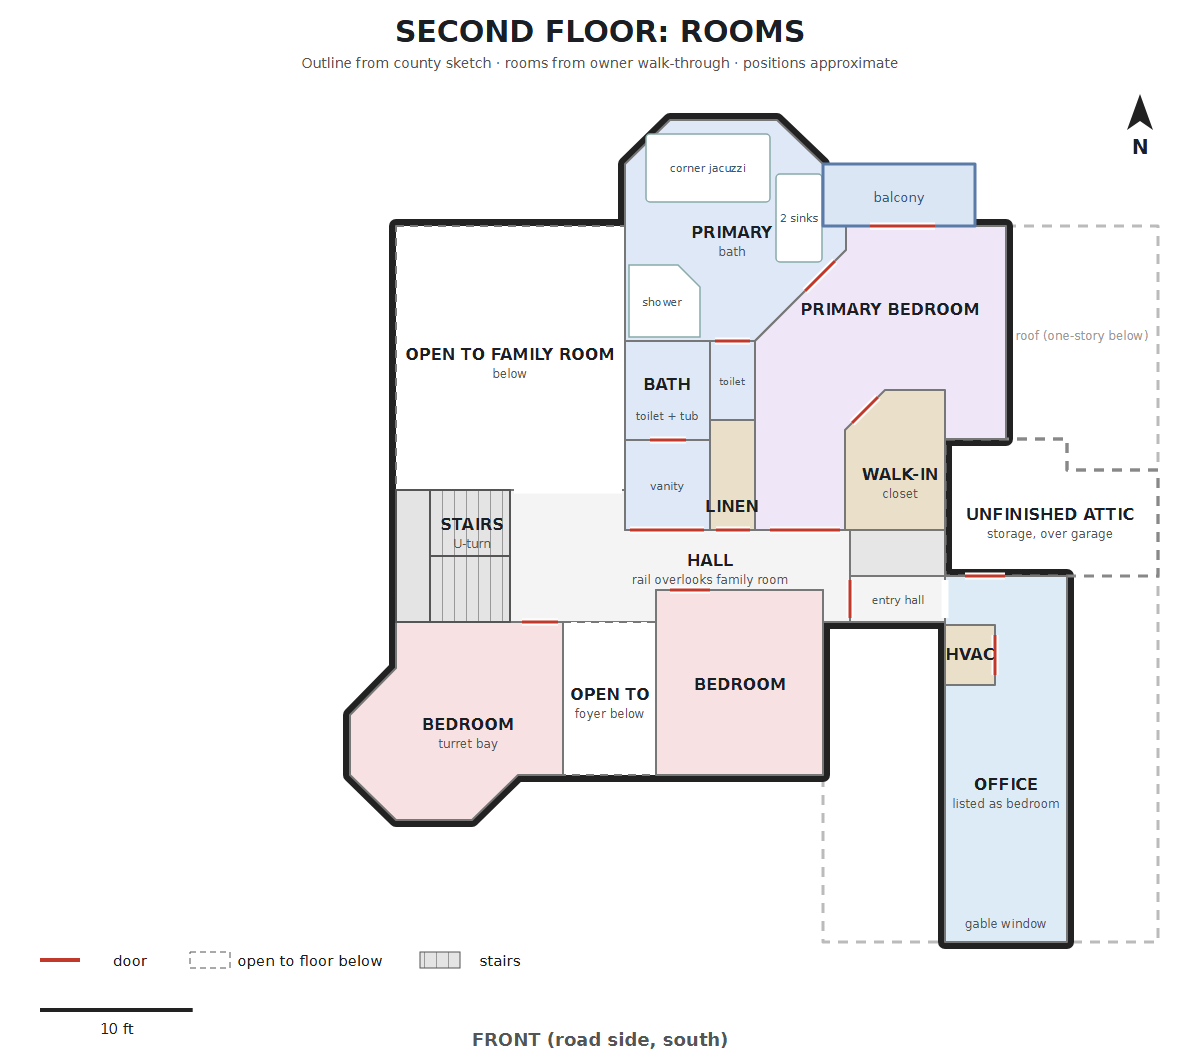 SECOND FLOOR: ROOMS
Outline from county sketch · rooms from owner walk-through · positions approximate
N
corner jacuzzi
2 sinks
balcony
PRIMARY
bath
shower
PRIMARY BEDROOM
roof (one-story below)
OPEN TO FAMILY ROOM
below
BATH
toilet + tub
toilet
vanity
LINEN
WALK-IN
closet
UNFINISHED ATTIC
storage, over garage
STAIRS
U-turn
HALL
rail overlooks family room
entry hall
HVAC
BEDROOM
turret bay
OPEN TO
foyer below
BEDROOM
OFFICE
listed as bedroom
gable window
door
open to floor below
stairs
10 ft
FRONT (road side, south)